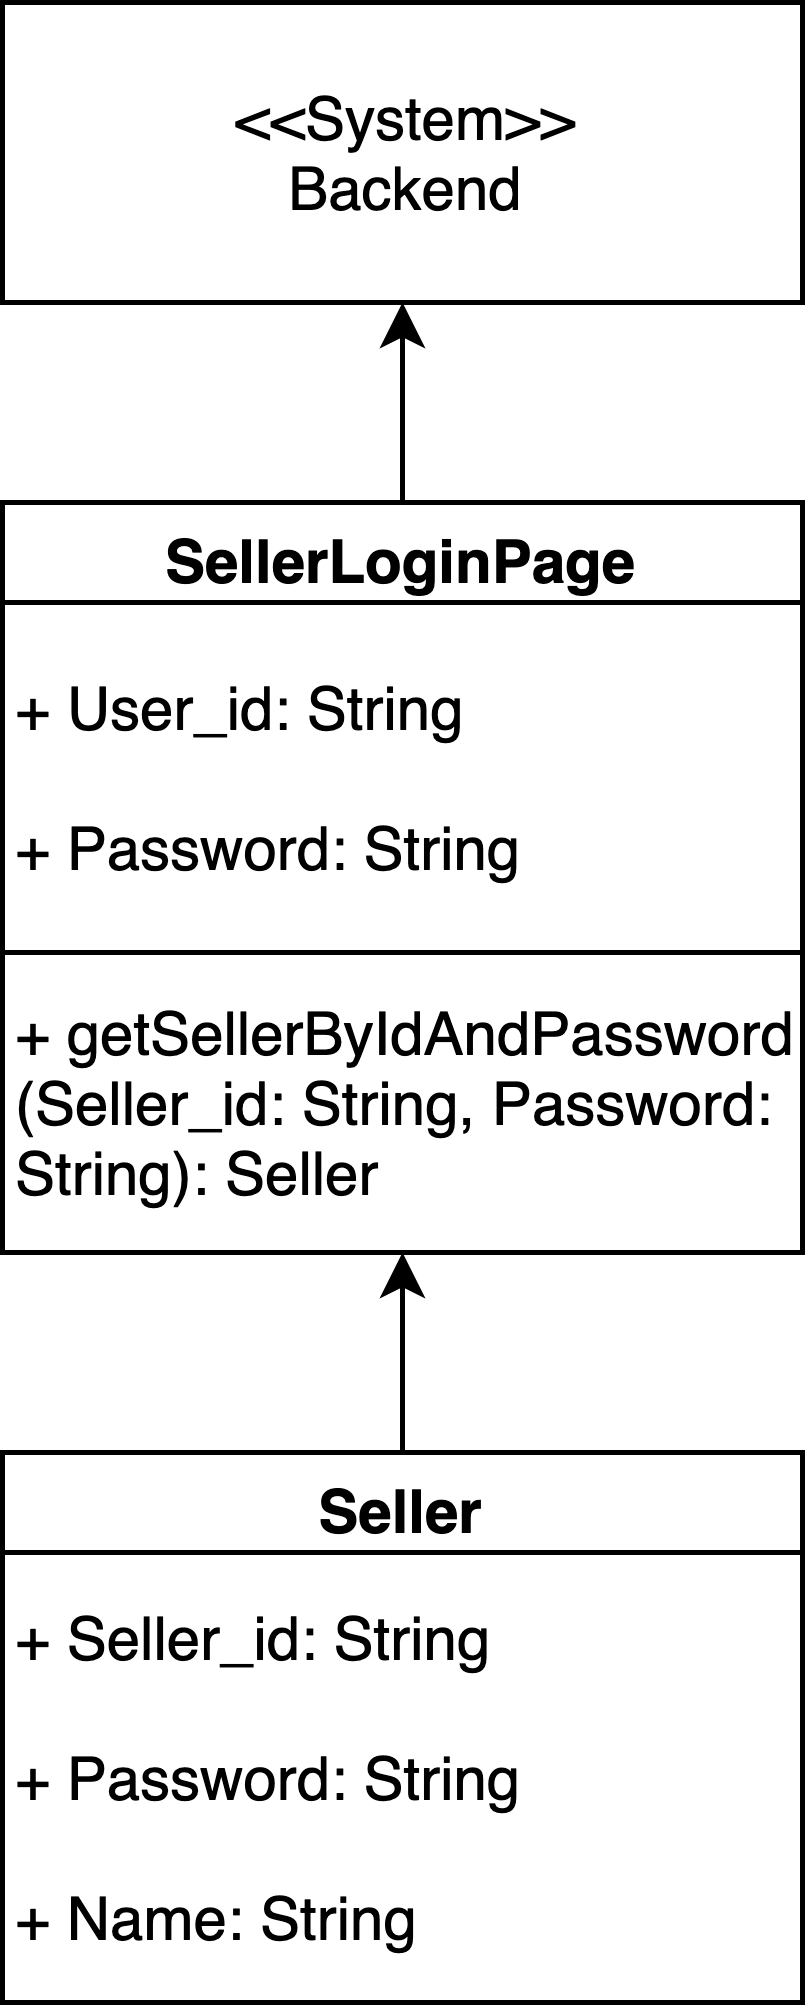 <<System>>
Backend
SellerLoginPage
+ User_id: String
+ Password: String
+ getSellerByIdAndPassword
(Seller_id: String, Password:
String): Seller
Seller
+ Seller_id: String
+ Password: String
+ Name: String